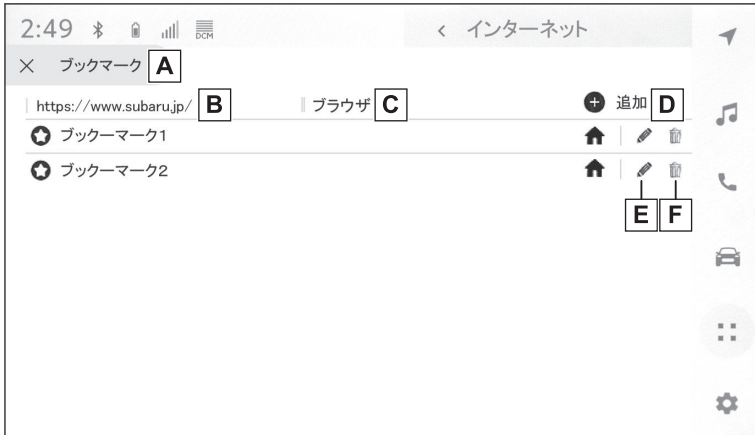 2:49 DCM < インターネット
× ブックマーク A
https://www.subaru.jp/ B ブラウザ C + 追加 D
ブックーマーク1
ブックーマーク2
E F